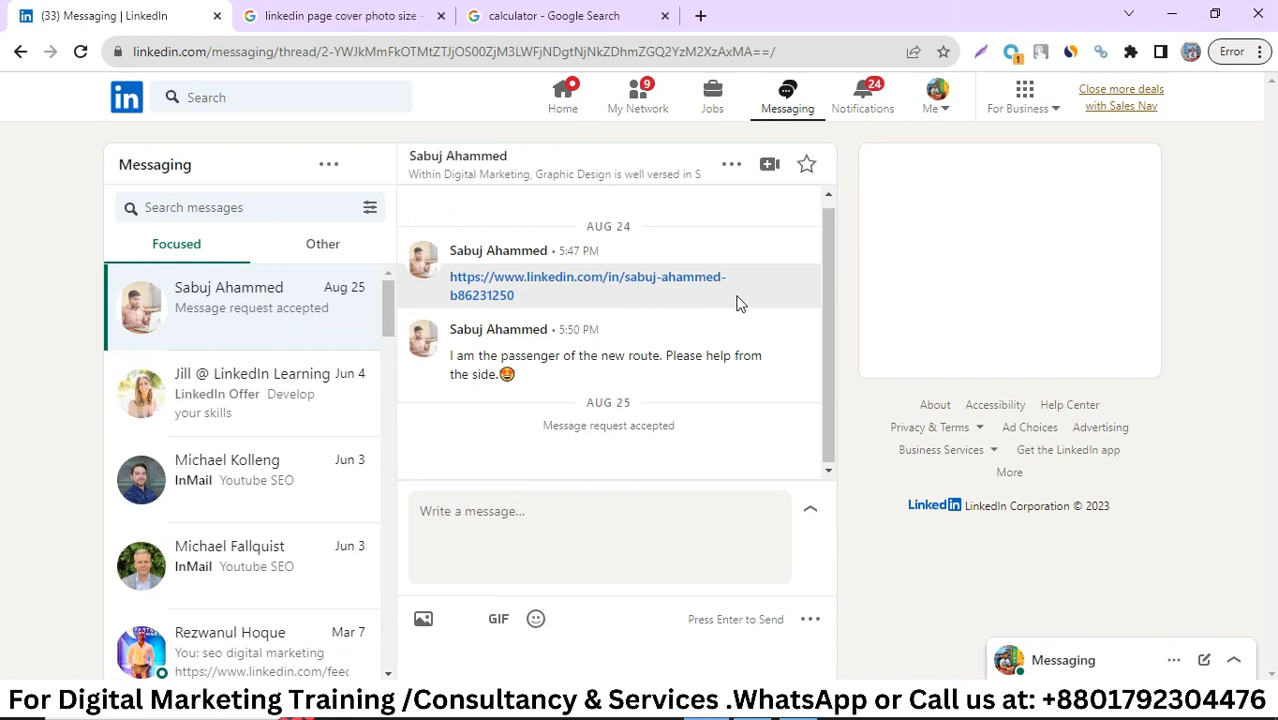 (33) Messaging | LinkedIn
linkedin page cover photo size -
calculator - Google Search
linkedin.com/messaging/thread/2-YWJkMmFkOTMtZTJjOS00ZjM3LWFjNDgtNjNkZDhmZGQ2YzM2XzAxMA==/
1
Error
in
Search
Home
9
My Network
Jobs
Messaging
24
Notifications
Me
For Business
Close more deals
with Sales Nav
Messaging
Search messages
Focused
Other
Sabuj Ahammed Aug 25
Message request accepted
Jill @ LinkedIn Learning Jun 4
LinkedIn Offer Develop
your skills
Michael Kolleng Jun 3
InMail Youtube SEO
Michael Fallquist Jun 3
InMail Youtube SEO
Rezwanul Hoque Mar 7
You: seo digital marketing
https://www.linkedin.com/feed
Sabuj Ahammed
Within Digital Marketing, Graphic Design is well versed in S
AUG 24
Sabuj Ahammed • 5:47 PM
https://www.linkedin.com/in/sabuj-ahammed-
b86231250
Sabuj Ahammed • 5:50 PM
I am the passenger of the new route. Please help from
the side.🤩
AUG 25
Message request accepted
Write a message...
GIF
Press Enter to Send
About Accessibility Help Center
Privacy & Terms Ad Choices Advertising
Business Services Get the LinkedIn app
More
LinkedIn LinkedIn Corporation © 2023
Messaging
For Digital Marketing Training /Consultancy & Services .WhatsApp or Call us at: +8801792304476